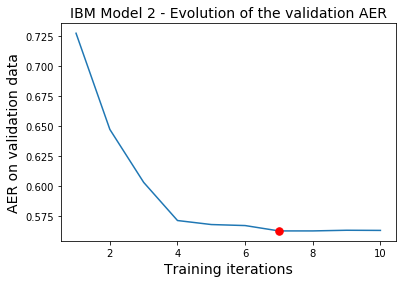 IBM Model 2 - Evolution of the validation AER
AER on validation data
0.725
0.700
0.675
0.650
0.625
0.600
0.575
2 4 6 8 10
Training iterations